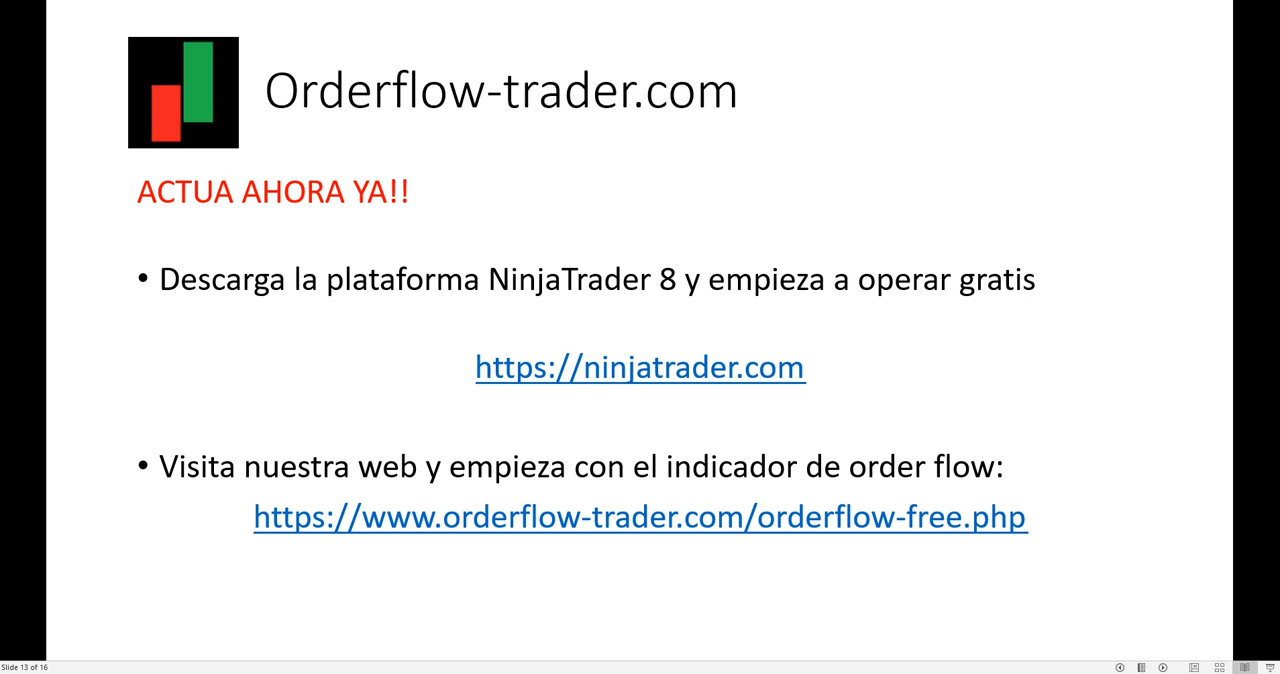 Orderflow-trader.com
ACTUA AHORA YA!!
• Descarga la plataforma NinjaTrader 8 y empieza a operar gratis
https://ninjatrader.com
• Visita nuestra web y empieza con el indicador de order flow:
https://www.orderflow-trader.com/orderflow-free.php
Slide 13 of 16